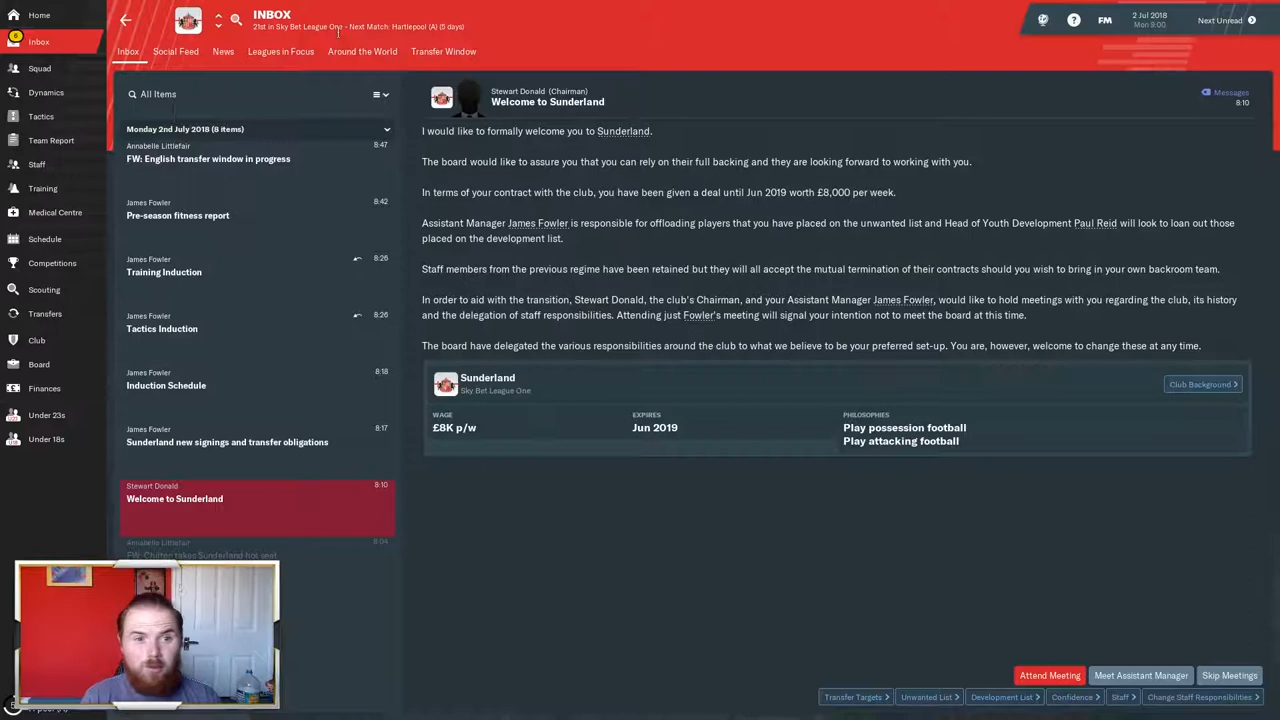 Home
6
Inbox
Squad
Dynamics
Tactics
Team Report
Staff
Training
Medical Centre
Schedule
Competitions
Scouting
Transfers
Club
Board
Finances
Under 23s
Under 18s
INBOX
21st in Sky Bet League One - Next Match: Hartlepool (A) (5 days)
? FM
2 Jul 2018
Mon 9:00
Next Unread
Inbox Social Feed News Leagues in Focus Around the World Transfer Window
All Items
Monday 2nd July 2018 (8 items)
Annabelle Littlefair 8:47
FW: English transfer window in progress
James Fowler 8:42
Pre-season fitness report
James Fowler 8:26
Training Induction
James Fowler 8:26
Tactics Induction
James Fowler 8:18
Induction Schedule
James Fowler 8:17
Sunderland new signings and transfer obligations
Stewart Donald 8:10
Welcome to Sunderland
Annabelle Littlefair 8:04
FW: Chilton takes Sunderland hot seat
Stewart Donald (Chairman)
Welcome to Sunderland
Messages
8:10
I would like to formally welcome you to Sunderland.
The board would like to assure you that you can rely on their full backing and they are looking forward to working with you.
In terms of your contract with the club, you have been given a deal until Jun 2019 worth £8,000 per week.
Assistant Manager James Fowler is responsible for offloading players that you have placed on the unwanted list and Head of Youth Development Paul Reid will look to loan out those
placed on the development list.
Staff members from the previous regime have been retained but they will all accept the mutual termination of their contracts should you wish to bring in your own backroom team.
In order to aid with the transition, Stewart Donald, the club's Chairman, and your Assistant Manager James Fowler, would like to hold meetings with you regarding the club, its history
and the delegation of staff responsibilities. Attending just Fowler's meeting will signal your intention not to meet the board at this time.
The board have delegated the various responsibilities around the club to what we believe to be your preferred set-up. You are, however, welcome to change these at any time.
Sunderland
Sky Bet League One
Club Background
WAGE EXPIRES PHILOSOPHIES
£8K p/w Jun 2019 Play possession football
Play attacking football
Attend Meeting Meet Assistant Manager Skip Meetings
Transfer Targets Unwanted List Development List Confidence Staff Change Staff Responsibilities